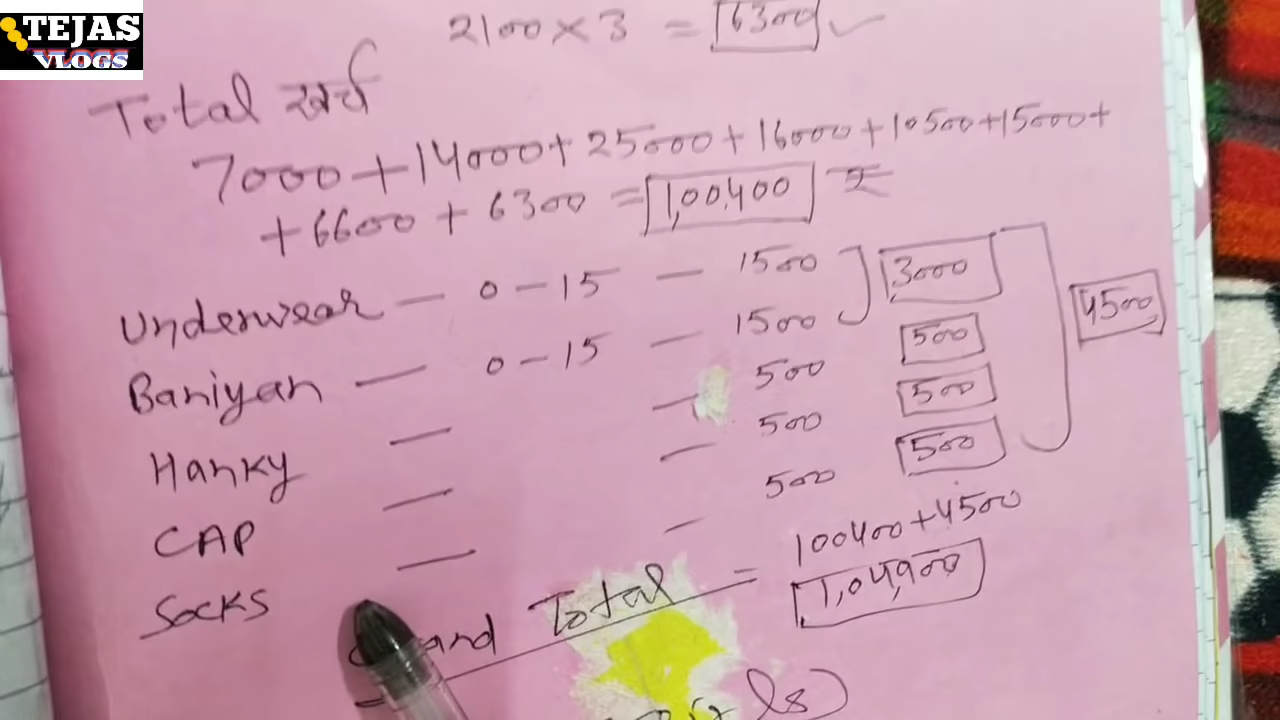 TEJAS
VLOGS
2100 × 3 = 6300 ✓
Total खर्च
7000 + 14000 + 25000 + 16000 + 10500 + 15000 +
+ 6600 + 6300 = 1,00,400 ₹
Underwear — 0 - 15 — 1500 3000
Baniyan — 0 - 15 — 1500 500
Hanky — — 500 500
CAP — — 500 500
Socks — — 500
4500
100400 + 4500
and Total = 1,04,900